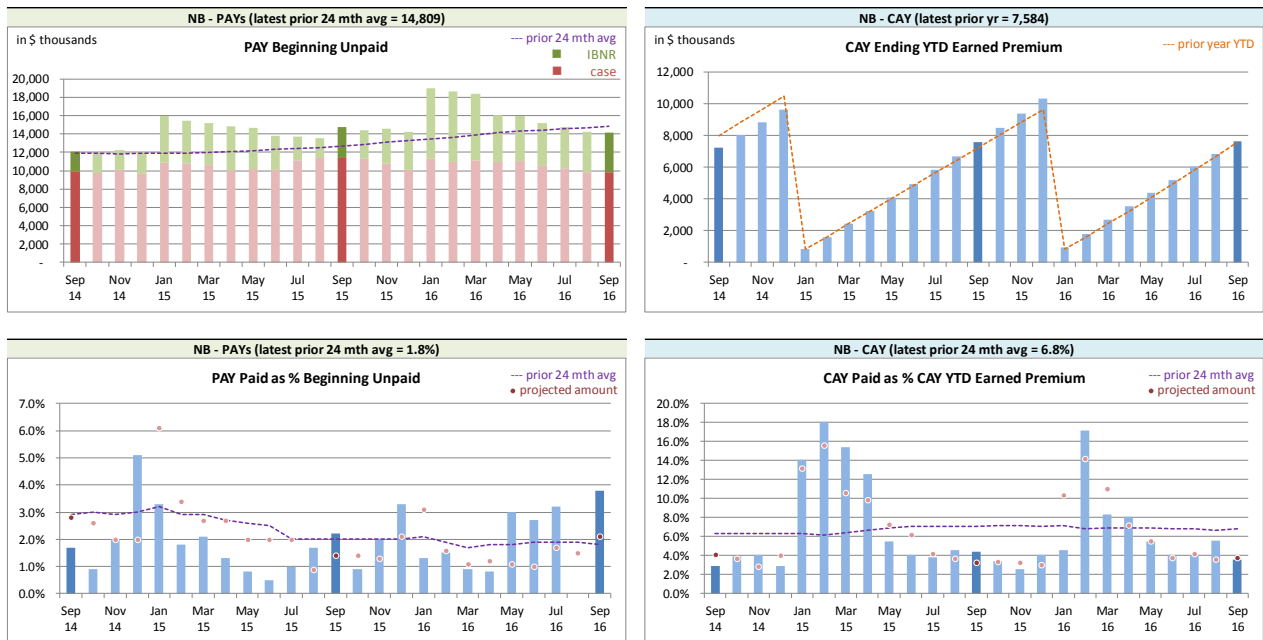 NB - PAYs (latest prior 24 mth avg = 14,809)
in $ thousands
PAY Beginning Unpaid
--- prior 24 mth avg
IBNR
case
20,000
18,000
16,000
14,000
12,000
10,000
8,000
6,000
4,000
2,000
-
Sep Nov Jan Mar May Jul Sep Nov Jan Mar May Jul Sep
14 14 15 15 15 15 15 15 16 16 16 16 16
NB - CAY (latest prior yr = 7,584)
in $ thousands
CAY Ending YTD Earned Premium
--- prior year YTD
12,000
10,000
8,000
6,000
4,000
2,000
-
Sep Nov Jan Mar May Jul Sep Nov Jan Mar May Jul Sep
14 14 15 15 15 15 15 15 16 16 16 16 16
NB - PAYs (latest prior 24 mth avg = 1.8%)
PAY Paid as % Beginning Unpaid
--- prior 24 mth avg
• projected amount
7.0%
6.0%
5.0%
4.0%
3.0%
2.0%
1.0%
0.0%
Sep Nov Jan Mar May Jul Sep Nov Jan Mar May Jul Sep
14 14 15 15 15 15 15 15 16 16 16 16 16
NB - CAY (latest prior 24 mth avg = 6.8%)
CAY Paid as % CAY YTD Earned Premium
--- prior 24 mth avg
• projected amount
20.0%
18.0%
16.0%
14.0%
12.0%
10.0%
8.0%
6.0%
4.0%
2.0%
0.0%
Sep Nov Jan Mar May Jul Sep Nov Jan Mar May Jul Sep
14 14 15 15 15 15 15 15 16 16 16 16 16